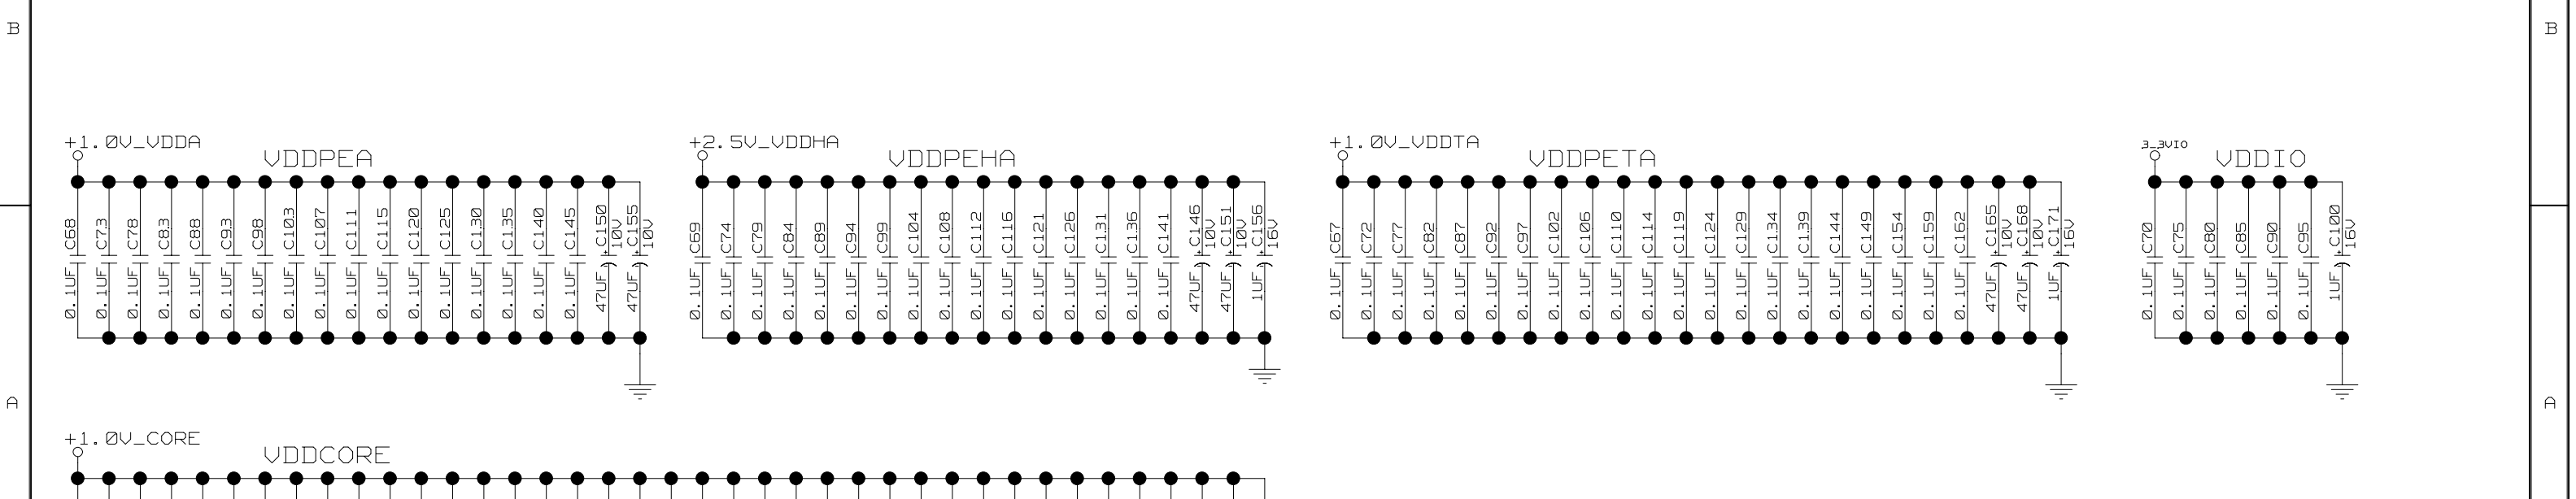 B
B
+1.0V_VDDA
VDDPEA
+2.5V_VDDHA
VDDPEHA
+1.0V_VDDTA
VDDPETA
3_3VIO
VDDIO
0.1UF C68
0.1UF C73
0.1UF C78
0.1UF C83
0.1UF C88
0.1UF C93
0.1UF C98
0.1UF C103
0.1UF C107
0.1UF C111
0.1UF C115
0.1UF C120
0.1UF C125
0.1UF C130
0.1UF C135
0.1UF C140
0.1UF C145
47UF C150
10V
47UF C155
10V
0.1UF C69
0.1UF C74
0.1UF C79
0.1UF C84
0.1UF C89
0.1UF C94
0.1UF C99
0.1UF C104
0.1UF C108
0.1UF C112
0.1UF C116
0.1UF C121
0.1UF C126
0.1UF C131
0.1UF C136
0.1UF C141
47UF C146
10V
47UF C151
10V
1UF C156
16V
0.1UF C67
0.1UF C72
0.1UF C77
0.1UF C82
0.1UF C87
0.1UF C92
0.1UF C97
0.1UF C102
0.1UF C106
0.1UF C110
0.1UF C114
0.1UF C119
0.1UF C124
0.1UF C129
0.1UF C134
0.1UF C139
0.1UF C144
0.1UF C149
0.1UF C154
0.1UF C159
0.1UF C162
47UF C165
10V
47UF C168
10V
1UF C171
16V
0.1UF C70
0.1UF C75
0.1UF C80
0.1UF C85
0.1UF C90
0.1UF C95
1UF C100
16V
A
A
+1.0V_CORE
VDDCORE